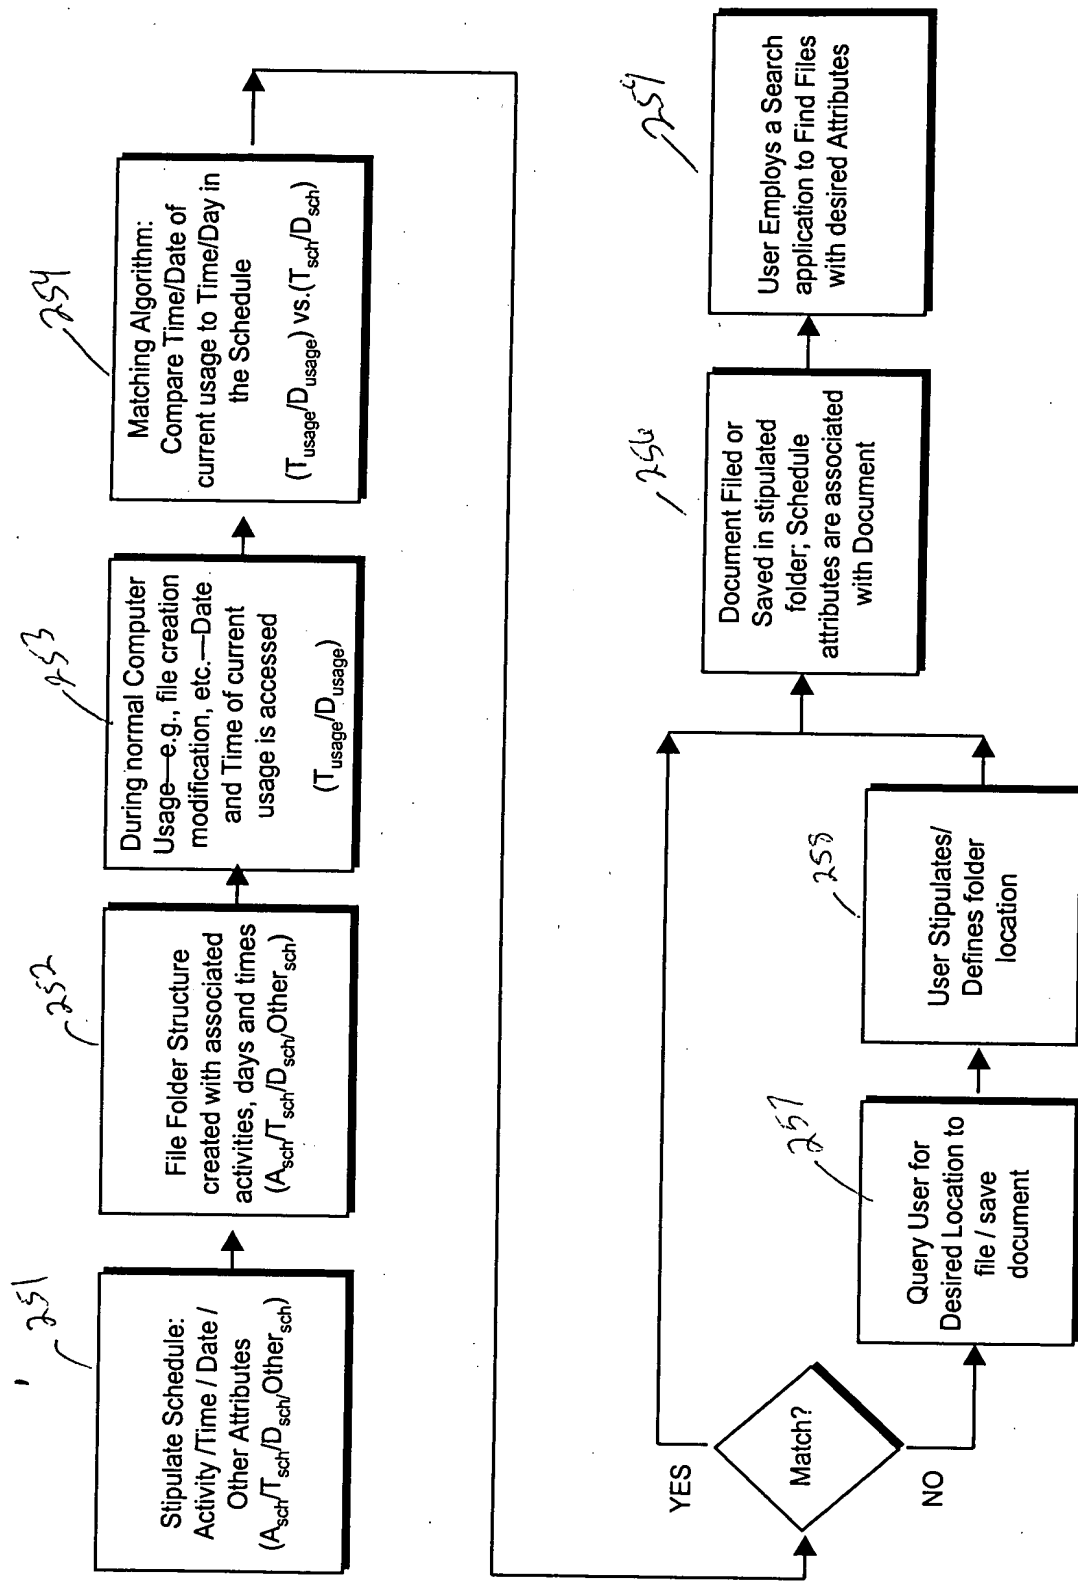 251
Stipulate Schedule:
Activity /Time / Date /
Other Attributes
(Asch/Tsch/Dsch/Othersch)
252
File Folder Structure
created with associated
activities, days and times
(Asch/Tsch/Dsch/Othersch)
253
During normal Computer
Usage—e.g., file creation
modification, etc.—Date
and Time of current
usage is accessed
(Tusage/Dusage)
254
Matching Algorithm:
Compare Time/Date of
current usage to Time/Day in
the Schedule
(Tusage/Dusage) vs.(Tsch/Dsch)
Match?
YES
NO
257
Query User for
Desired Location to
file / save
document
258
User Stipulates/
Defines folder
location
256
Document Filed or
Saved in stipulated
folder; Schedule
attributes are associated
with Document
259
User Employs a Search
application to Find Files
with desired Attributes